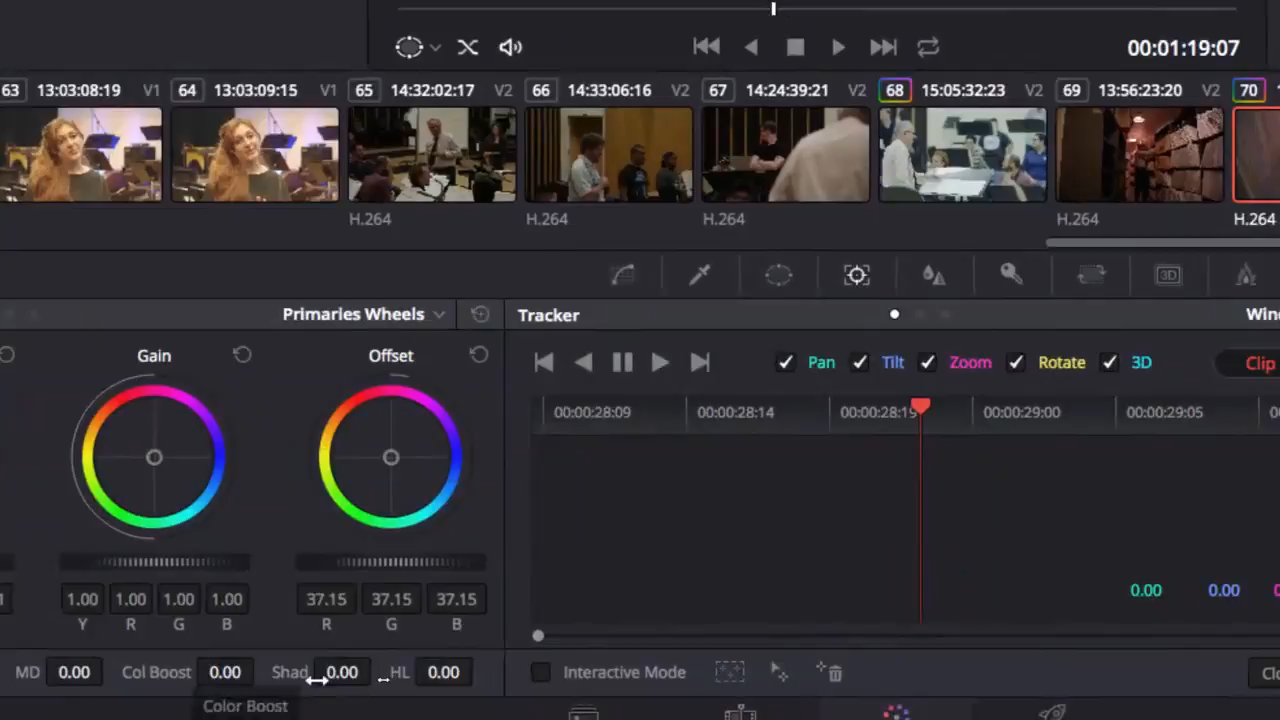 00:01:19:07
63 13:03:08:19 V1 64 13:03:09:15 V1 65 14:32:02:17 V2 66 14:33:06:16 V2 67 14:24:39:21 V2 68 15:05:32:23 V2 69 13:56:23:20 V2 70
H.264 H.264 H.264 H.264 H.264
3D
Primaries Wheels Tracker
Gain Offset
Pan Tilt Zoom Rotate 3D Clip
00:00:28:09 00:00:28:14 00:00:28:19 00:00:29:00 00:00:29:05
0.00 0.00
1.00 1.00 1.00 1.00 37.15 37.15 37.15
Y R G B R G B
MD 0.00 Col Boost 0.00 Shad 0.00 HL 0.00 Interactive Mode
Color Boost